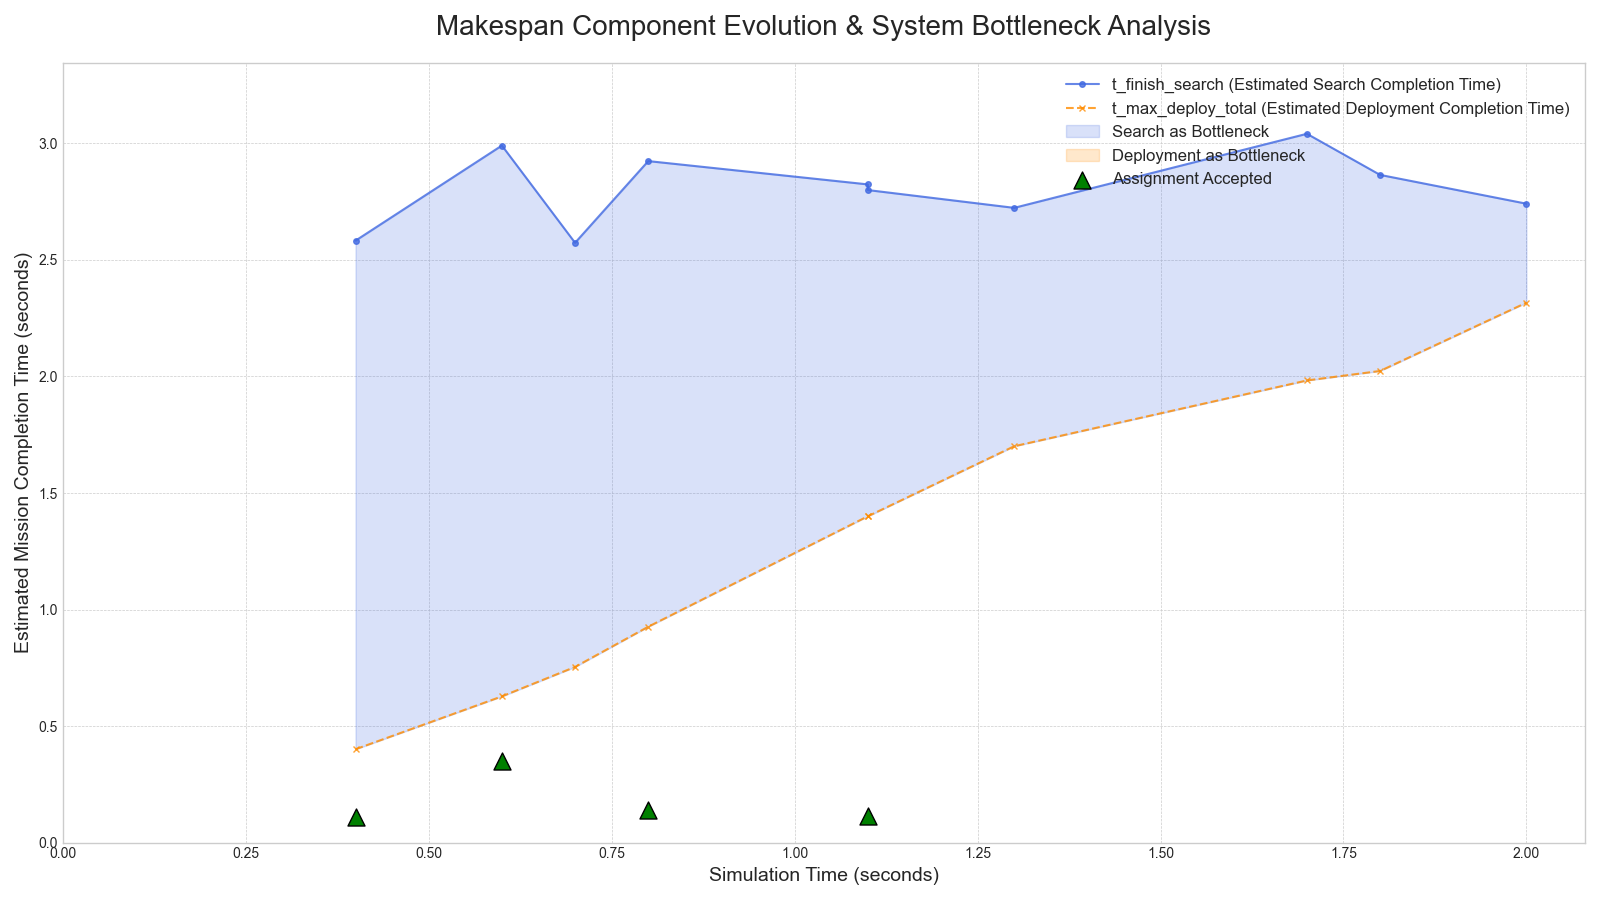 Makespan Component Evolution & System Bottleneck Analysis
t_finish_search (Estimated Search Completion Time)
t_max_deploy_total (Estimated Deployment Completion Time)
Search as Bottleneck
Deployment as Bottleneck
Assignment Accepted
Estimated Mission Completion Time (seconds)
3.0
2.5
2.0
1.5
1.0
0.5
0.0
0.00 0.25 0.50 0.75 1.00 1.25 1.50 1.75 2.00
Simulation Time (seconds)